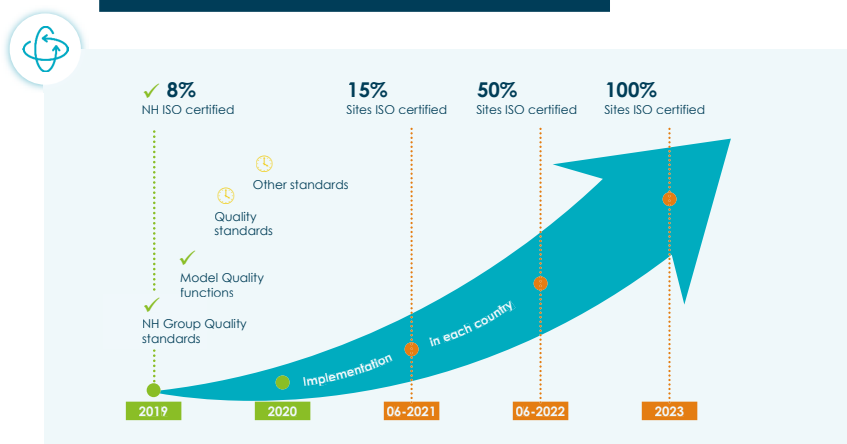 8%
NH ISO certified
15%
Sites ISO certified
50%
Sites ISO certified
100%
Sites ISO certified
Other standards
Quality
standards
Model Quality
functions
NH Group Quality
standards
Implementation
in each country
2019
2020
06-2021
06-2022
2023